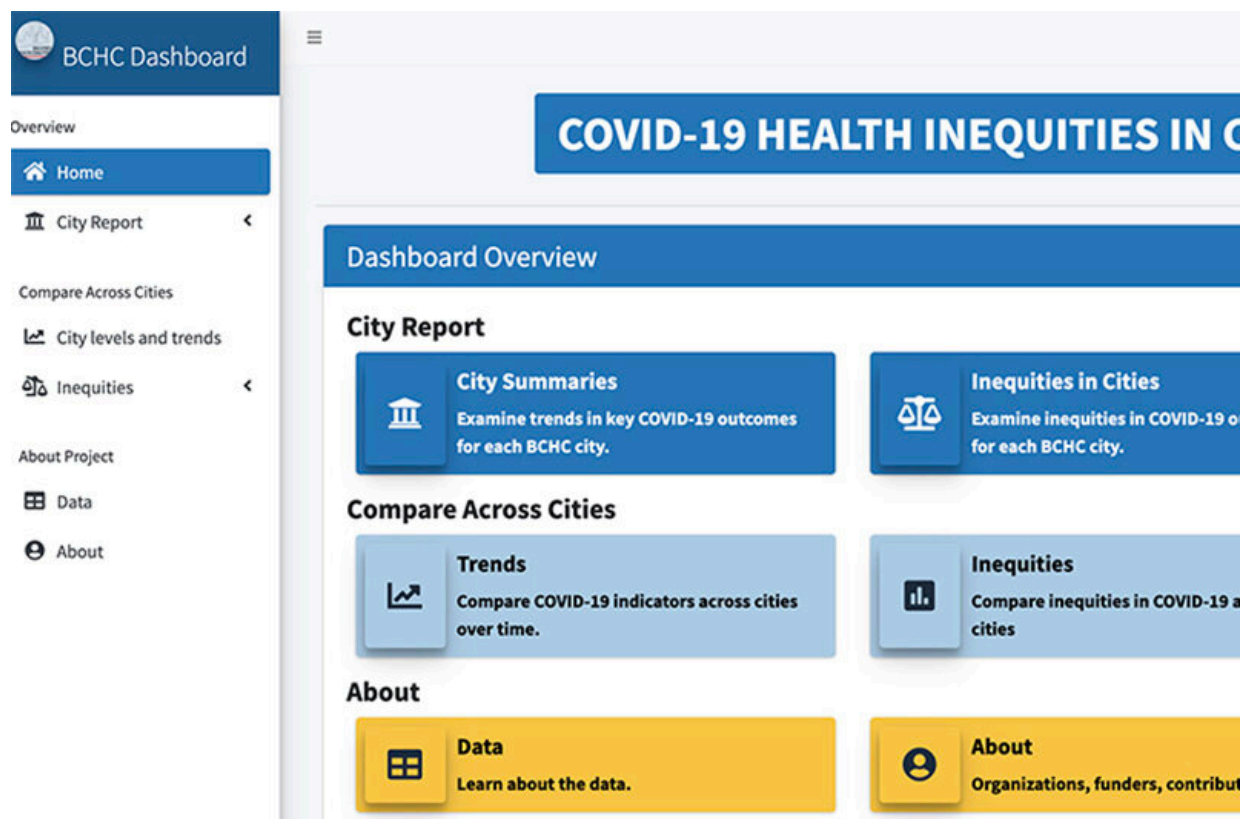 BCHC Dashboard
Overview
Home
City Report
Compare Across Cities
City levels and trends
Inequities
About Project
Data
About
COVID-19 HEALTH INEQUITIES IN
Dashboard Overview
City Report
City Summaries
Examine trends in key COVID-19 outcomes
for each BCHC city.
Inequities in Cities
Examine inequities in COVID-19
for each BCHC city.
Compare Across Cities
Trends
Compare COVID-19 indicators across cities
over time.
Inequities
Compare inequities in COVID-19
cities
About
Data
Learn about the data.
About
Organizations, funders,